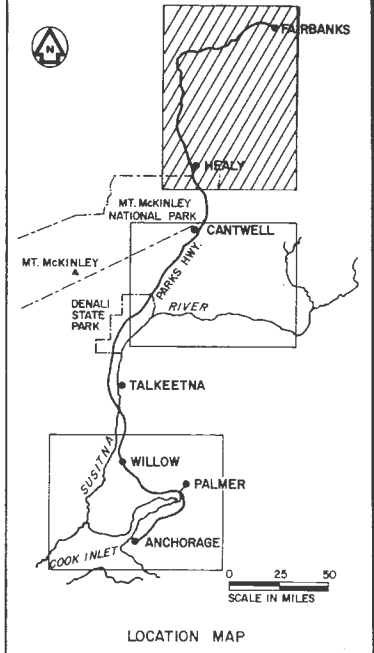 N
FAIRBANKS
HEALY
MT. McKINLEY
NATIONAL PARK
CANTWELL
MT. McKINLEY
PARKS HWY.
DENALI
STATE
PARK
RIVER
TALKEETNA
SUSITNA
WILLOW
PALMER
ANCHORAGE
COOK INLET
0 25 50
SCALE IN MILES
LOCATION MAP